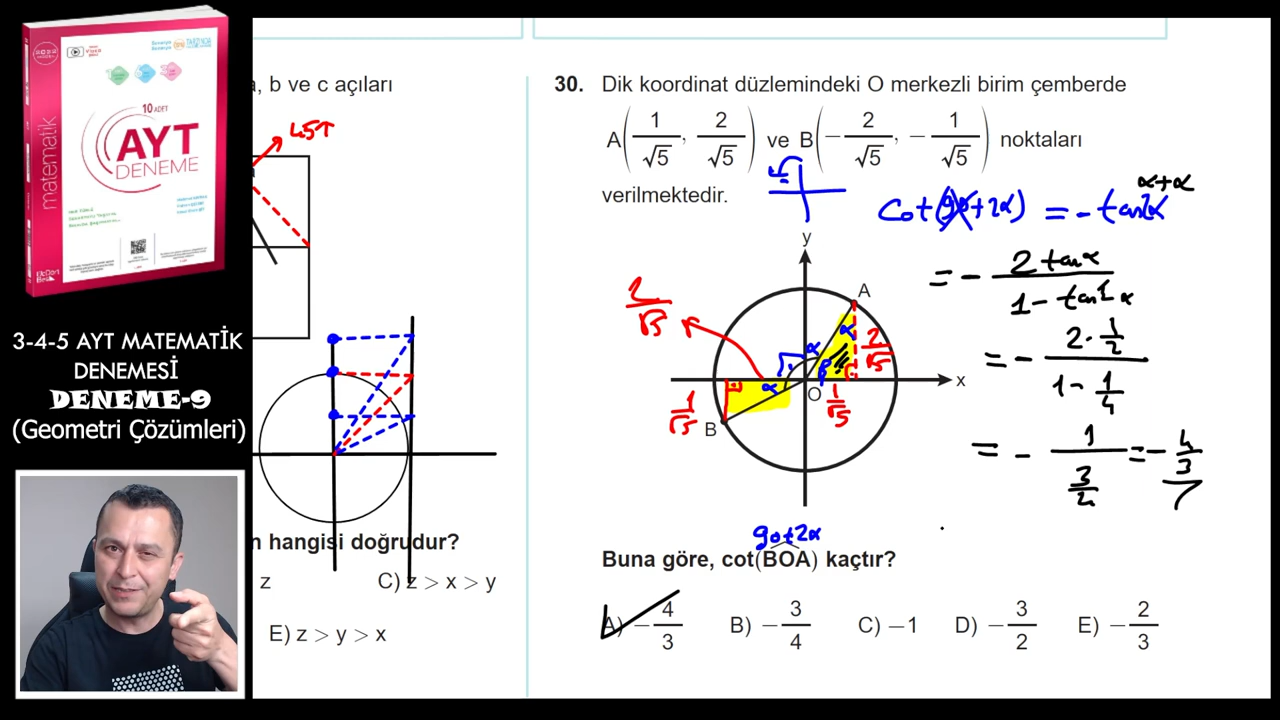 2022
matematik
10 ADET
AYT
DENEME
3-4-5 AYT MATEMATİK
DENEMESİ
DENEME-9
(Geometri Çözümleri)
a, b ve c açıları
45↑
n hangisi doğrudur?
z
C) z > x > y
E) z > y > x
30. Dik koordinat düzlemindeki O merkezli birim çemberde
A(1/√5, 2/√5) ve B(−2/√5, −1/√5) noktaları
verilmektedir.
α+α
cot(90+2α) = -tan2α
= - 2tanα / 1-tan²α
= - 2·1/2 / 1-1/4
= - 1 / 3/4 = - 4/3
y
A
α
α
β
2/√5
2/√5
α
x
O
1/√5
1/√5
B
90+2α
Buna göre, cot(BOA) kaçtır?
A) −4/3 B) −3/4 C) −1 D) −3/2 E) −2/3